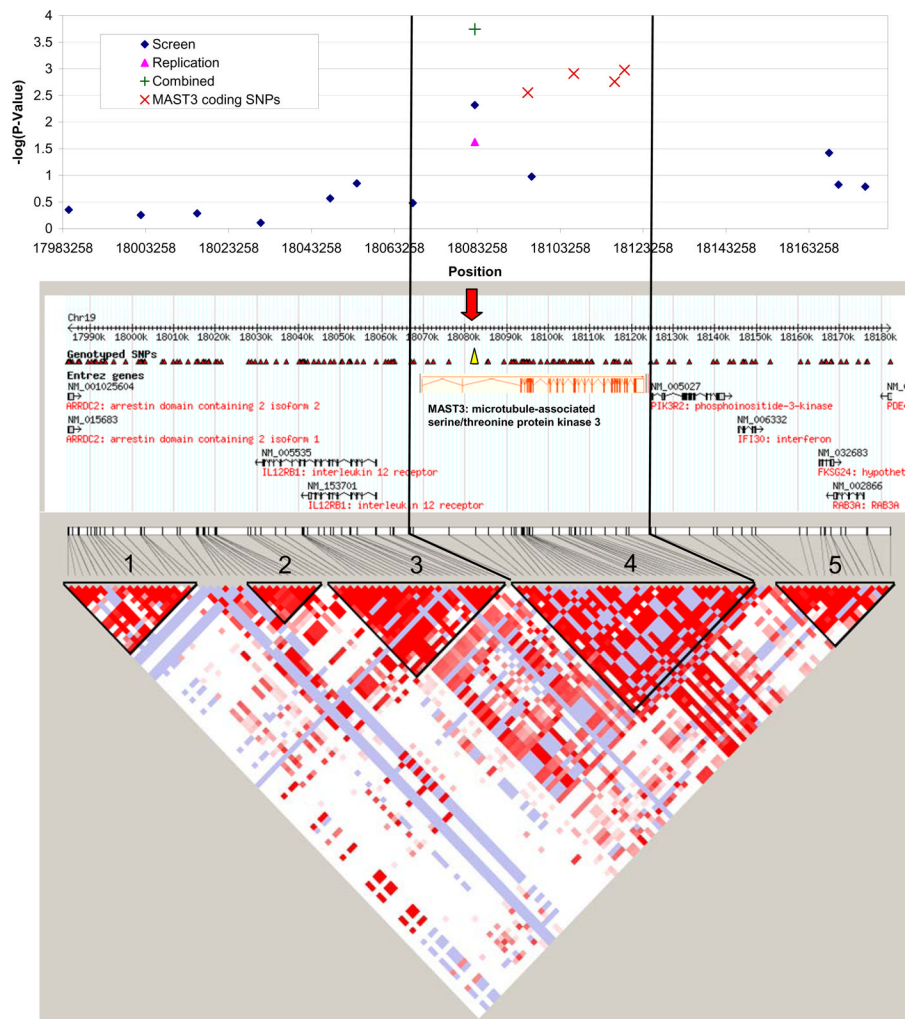 4
3.5
3
2.5
2
1.5
1
0.5
0
-log(P-Value)
Screen
Replication
Combined
MAST3 coding SNPs
17983258 18003258 18023258 18043258 18063258 18083258 18103258 18123258 18143258 18163258
Position
Chr19
17990k 18000k 18010k 18020k 18030k 18040k 18050k 18060k 18070k 18080k 18090k 18100k 18110k 18120k 18130k 18140k 18150k 18160k 18170k 18180k
Genotyped SNPs
Entrez genes
NM_001025604
ARRDC2: arrestin domain containing 2 isoform 2
NM_015683
ARRDC2: arrestin domain containing 2 isoform 1
NM_005535
IL12RB1: interleukin 12 receptor
NM_153701
IL12RB1: interleukin 12 receptor
MAST3: microtubule-associated
serine/threonine protein kinase 3
NM_005027
PIK3R2: phosphoinositide-3-kinase
NM_006332
IFI30: interferon
NM_032683
FKSG24: hypothet
NM_002866
RAB3A: RAB3A
NM_0
PDE4
1 2 3 4 5